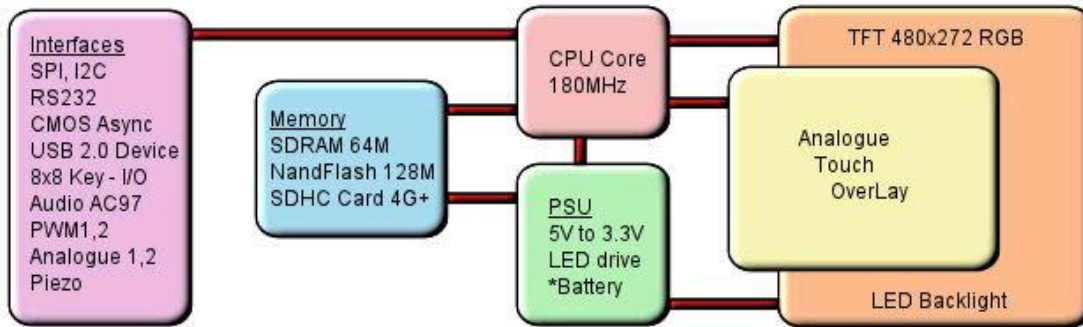 Interfaces
SPI, I2C
RS232
CMOS Async
USB 2.0 Device
8x8 Key - I/O
Audio AC97
PWM1,2
Analogue 1,2
Piezo
Memory
SDRAM 64M
NandFlash 128M
SDHC Card 4G+
CPU Core
180MHz
PSU
5V to 3.3V
LED drive
*Battery
TFT 480x272 RGB
Analogue
Touch
OverLay
LED Backlight